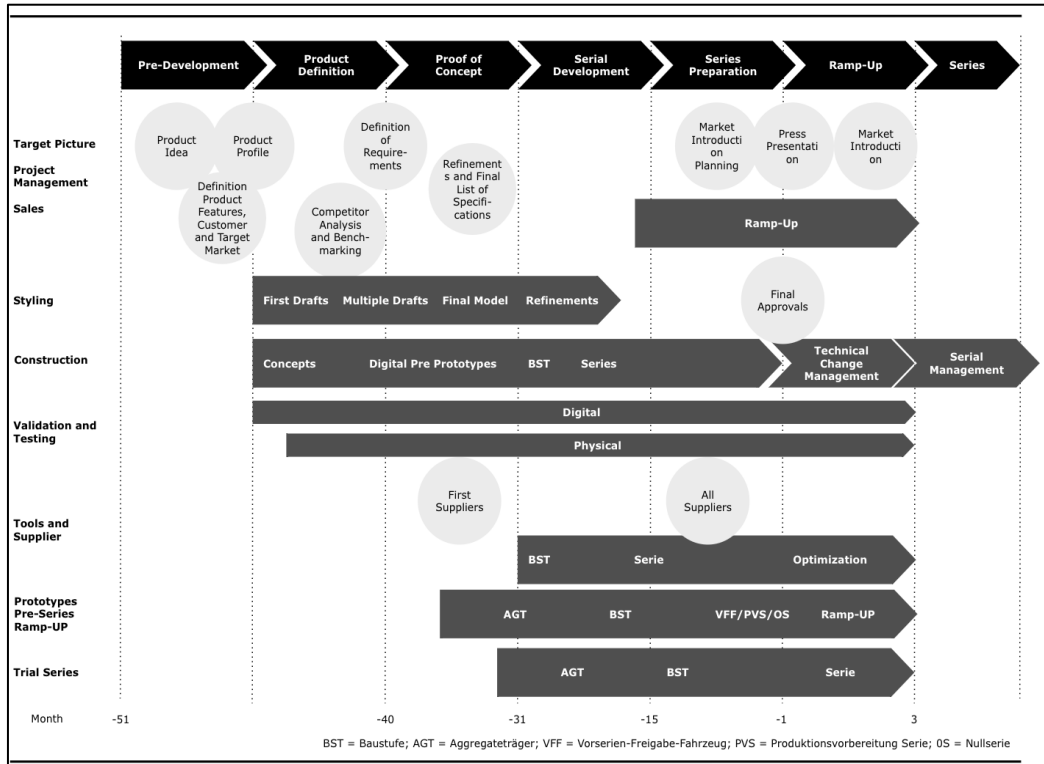 Pre-Development
Product
Definition
Proof of
Concept
Serial
Development
Series
Preparation
Ramp-Up
Series
Target Picture
Project
Management
Sales
Product
Idea
Product
Profile
Definition
Product
Features,
Customer
and Target
Market
Definition
of
Require-
ments
Competitor
Analysis
and Bench-
marking
Refinement
s and Final
List of
Specifi-
cations
Market
Introducti
on
Planning
Press
Presentati
on
Market
Introducti
on
Ramp-Up
Styling
First Drafts Multiple Drafts Final Model Refinements
Final
Approvals
Construction
Concepts Digital Pre Prototypes BST Series
Technical
Change
Management
Serial
Management
Validation and
Testing
Digital
Physical
Tools and
Supplier
First
Suppliers
All
Suppliers
BST Serie Optimization
Prototypes
Pre-Series
Ramp-UP
AGT BST VFF/PVS/OS Ramp-UP
Trial Series
AGT BST Serie
Month -51 -40 -31 -15 -1 3
BST = Baustufe; AGT = Aggregateträger; VFF = Vorserien-Freigabe-Fahrzeug; PVS = Produktionsvorbereitung Serie; 0S = Nullserie